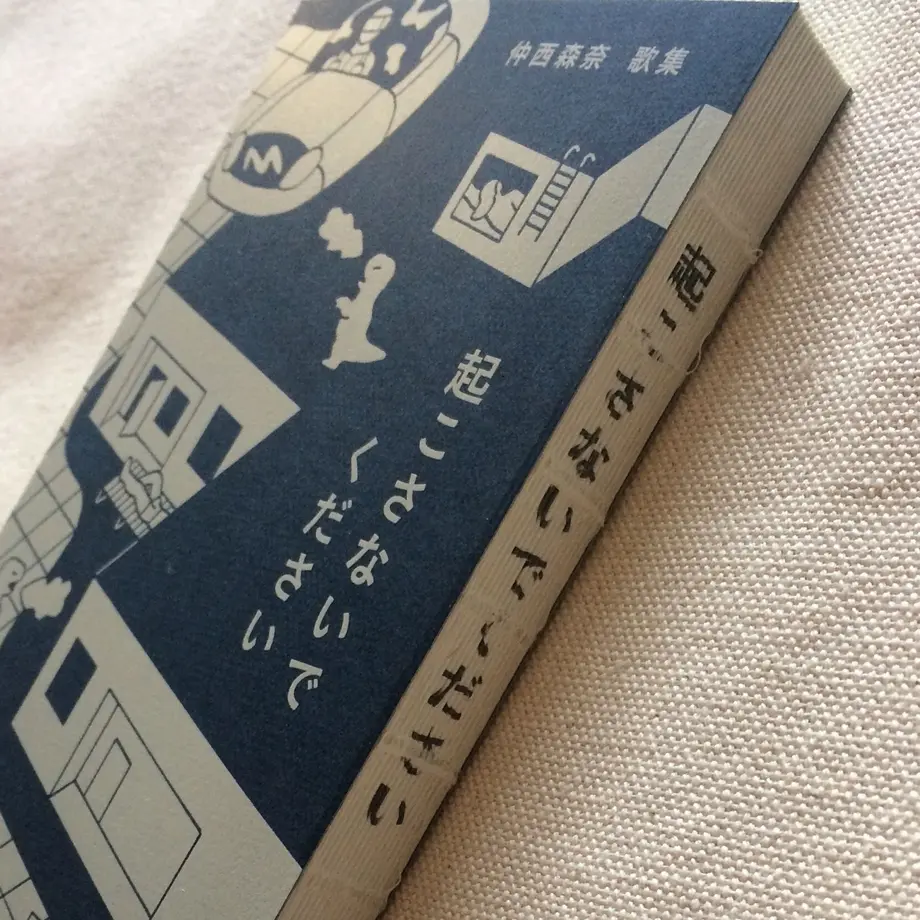 仲西森奈 歌集
起こさないで
ください
起こさないでください